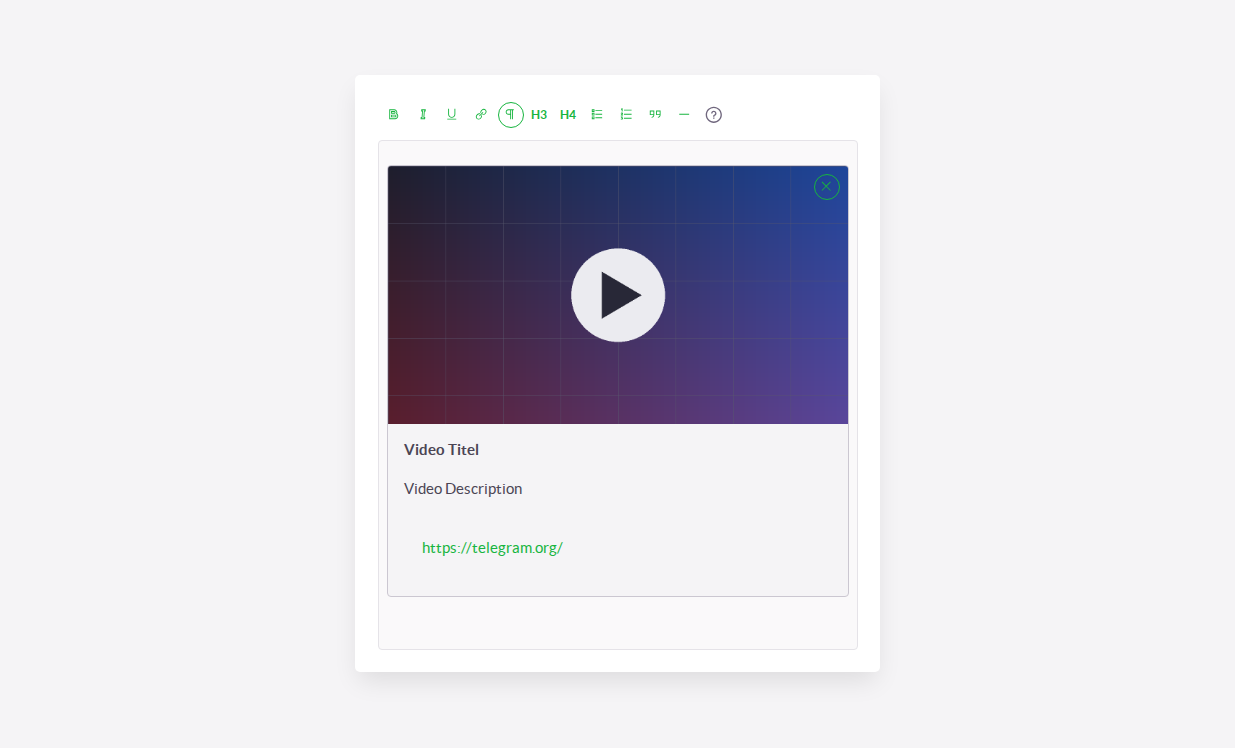 B I U ¶ H3 H4 ?
Video Titel
Video Description
https://telegram.org/